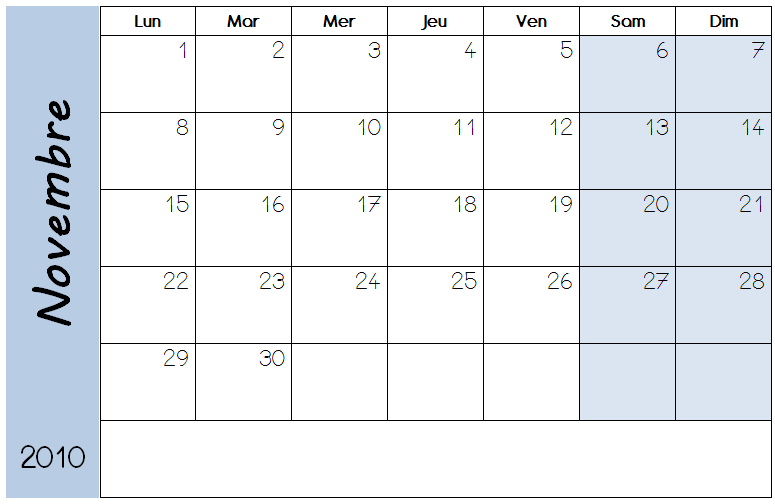 Novembre
2010
Lun Mar Mer Jeu Ven Sam Dim
1 2 3 4 5 6 7
8 9 10 11 12 13 14
15 16 17 18 19 20 21
22 23 24 25 26 27 28
29 30